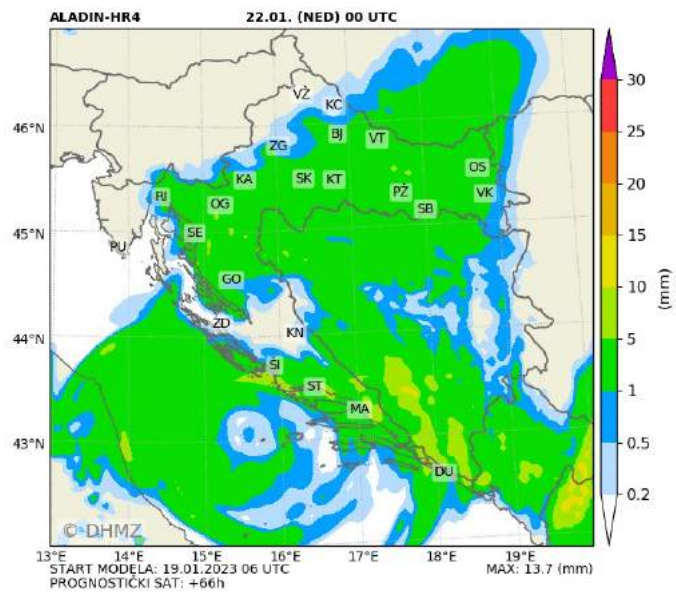 ALADIN-HR4 22.01. (NED) 00 UTC
VŽ
KC
46°N
BJ
VT
ZG
OS
KA
SK
KT
RI
PŽ
VK
OG
SB
45°N
SE
PU
GO
ZD
44°N
KN
ŠI
ST
MA
43°N
DU
© DHMZ
13°E 14°E 15°E 16°E 17°E 18°E 19°E
START MODELA: 19.01.2023 06 UTC MAX: 13.7 (mm)
PROGNOSTIČKI SAT: +66h
30
25
20
15
10
5
1
0.5
0.2
(mm)